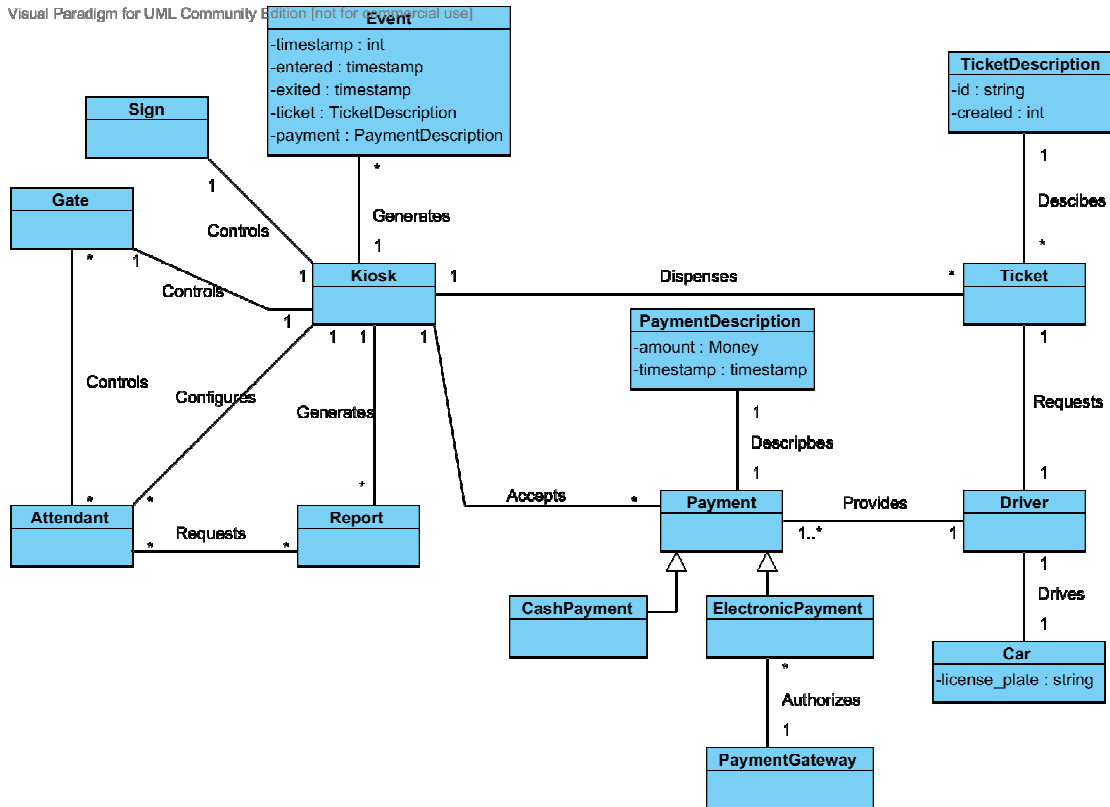 Visual Paradigm for UML Community Edition [not for commercial use]
Event
-timestamp : int
-entered : timestamp
-exited : timestamp
-ticket : TicketDescription
-payment : PaymentDescription
TicketDescription
-id : string
-created : int
Sign
1
*
1
Descibes
Gate
Controls
Generates
*
1
1
*
Controls
1
1
Kiosk
1
Dispenses
*
Ticket
1
1
1
1
1
PaymentDescription
-amount : Money
-timestamp : timestamp
Controls
Configures
Generates
Requests
1
Descripbes
*
*
*
1
1
Attendant
*
Requests
*
Report
Accepts
*
Payment
1..*
Provides
1
Driver
1
Drives
1
CashPayment
ElectronicPayment
Car
-license_plate : string
*
Authorizes
1
PaymentGateway